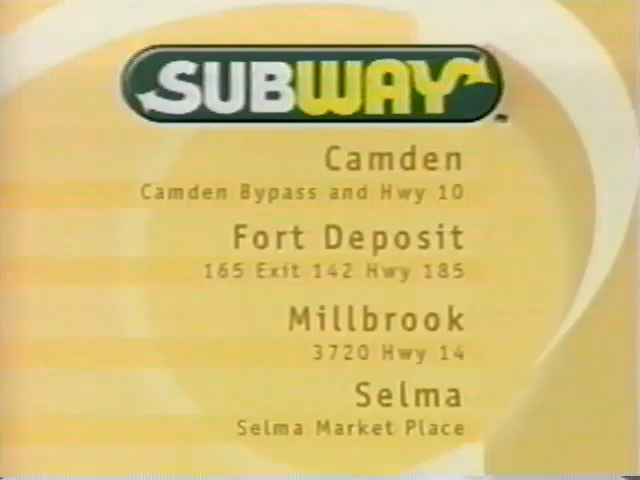 SUBWAY
Camden
Camden Bypass and Hwy 10
Fort Deposit
165 Exit 142 Hwy 185
Millbrook
3720 Hwy 14
Selma
Selma Market Place